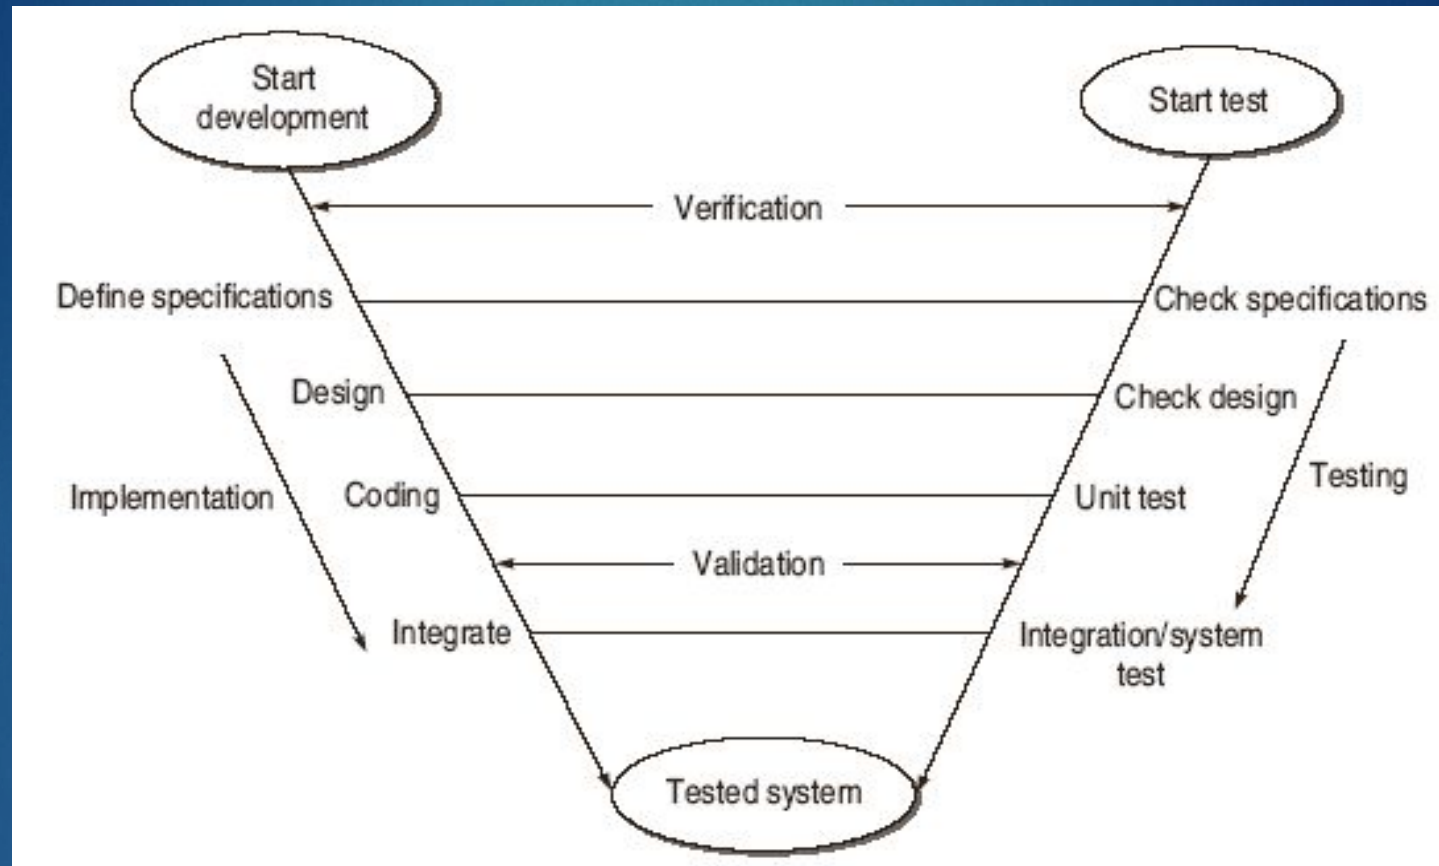 Start
development
Start test
Verification
Define specifications
Check specifications
Design
Check design
Implementation
Coding
Unit test
Testing
Validation
Integrate
Integration/system
test
Tested system